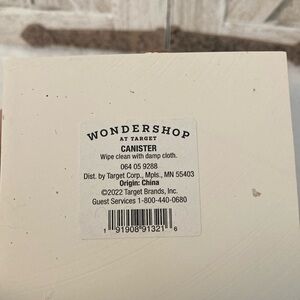 WONDERSHOP
AT TARGET
CANISTER
Wipe clean with damp cloth.
064 05 9288
Dist. by Target Corp., Mpls., MN 55403
Origin: China
©2022 Target Brands, Inc.
Guest Services 1-800-440-0680
1 91908 91321 6